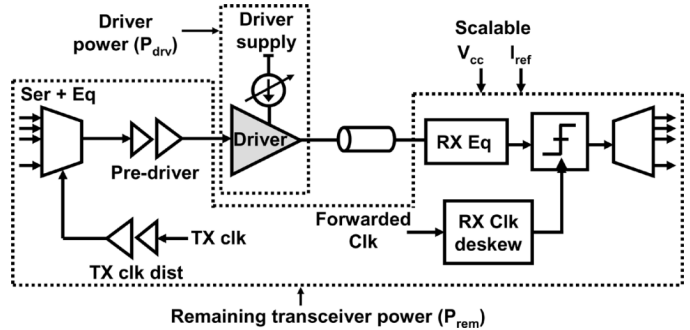 Driver
power (Pdrv)
Driver
supply
Scalable
Vcc
Iref
Ser + Eq
Driver
Pre-driver
RX Eq
Forwarded
Clk
RX Clk
deskew
TX clk
TX clk dist
Remaining transceiver power (Prem)